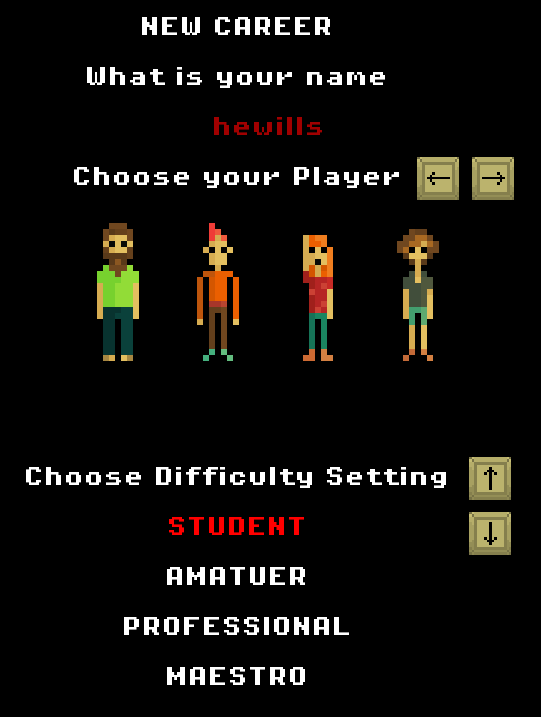 NEW CAREER
What is your name
hewills
Choose your Player ← →
Choose Difficulty Setting ↑
STUDENT ↓
AMATUER
PROFESSIONAL
MAESTRO